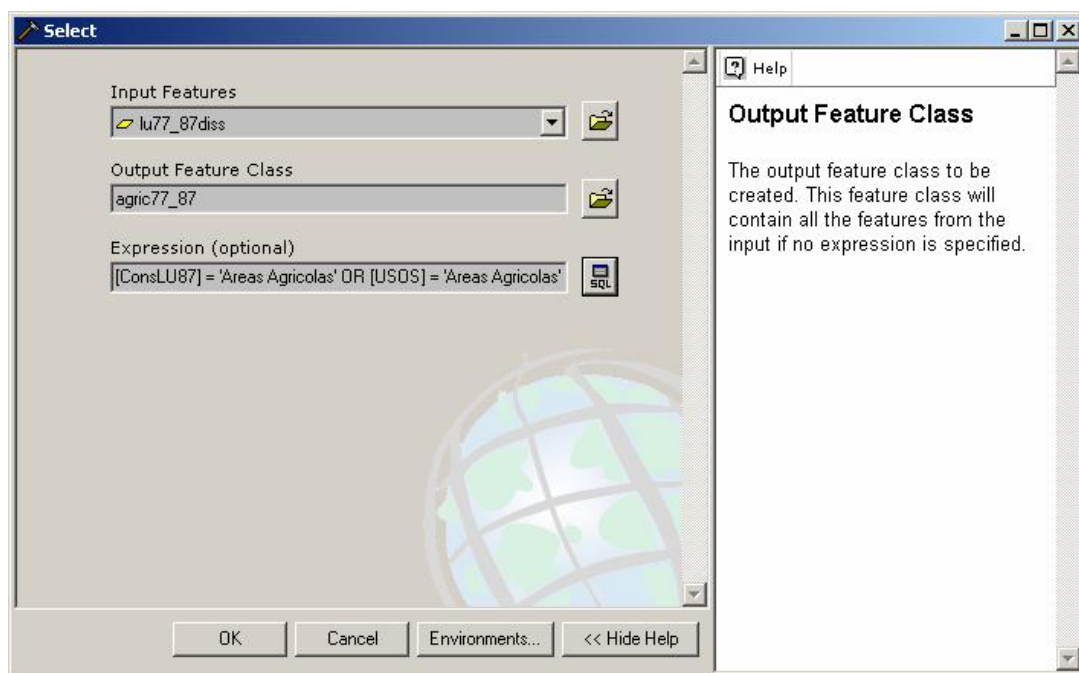 Select
Input Features
lu77_87diss
Output Feature Class
agric77_87
Expression (optional)
[ConsLU87] = 'Areas Agricolas' OR [USOS] = 'Areas Agricolas'
SQL
OK
Cancel
Environments...
<< Hide Help
Help
Output Feature Class
The output feature class to be
created. This feature class will
contain all the features from the
input if no expression is specified.